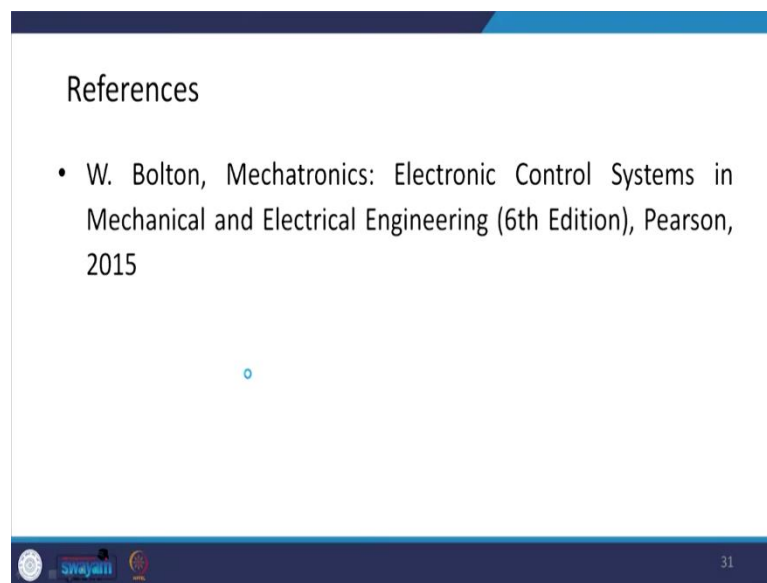 References
• W. Bolton, Mechatronics: Electronic Control Systems in
Mechanical and Electrical Engineering (6th Edition), Pearson,
2015
swayam
31